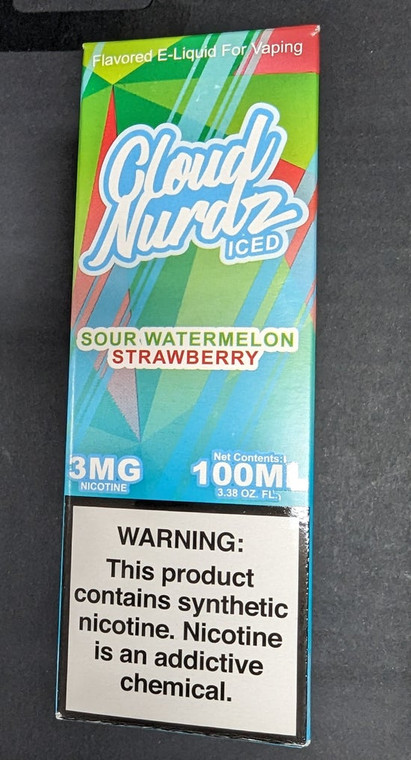 Flavored E-Liquid For Vaping
Cloud
Nurdz
ICED
SOUR WATERMELON
STRAWBERRY
3MG
NICOTINE
Net Contents:
100ML
3.38 OZ. FL.
WARNING:
This product
contains synthetic
nicotine. Nicotine
is an addictive
chemical.